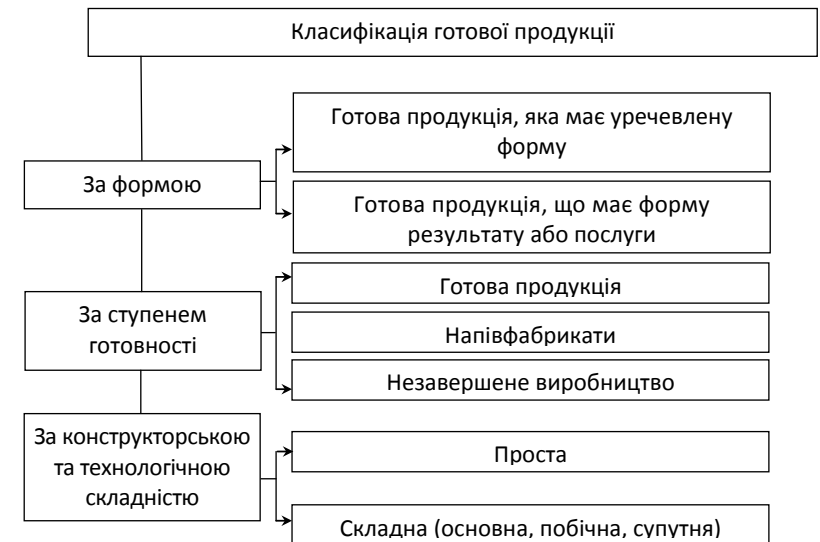 Класифікація готової продукції
Готова продукція, яка має уречевлену
форму
За формою
Готова продукція, що має форму
результату або послуги
Готова продукція
За ступенем
готовності
Напівфабрикати
Незавершене виробництво
За конструкторською
та технологічною
складністю
Проста
Складна (основна, побічна, супутня)